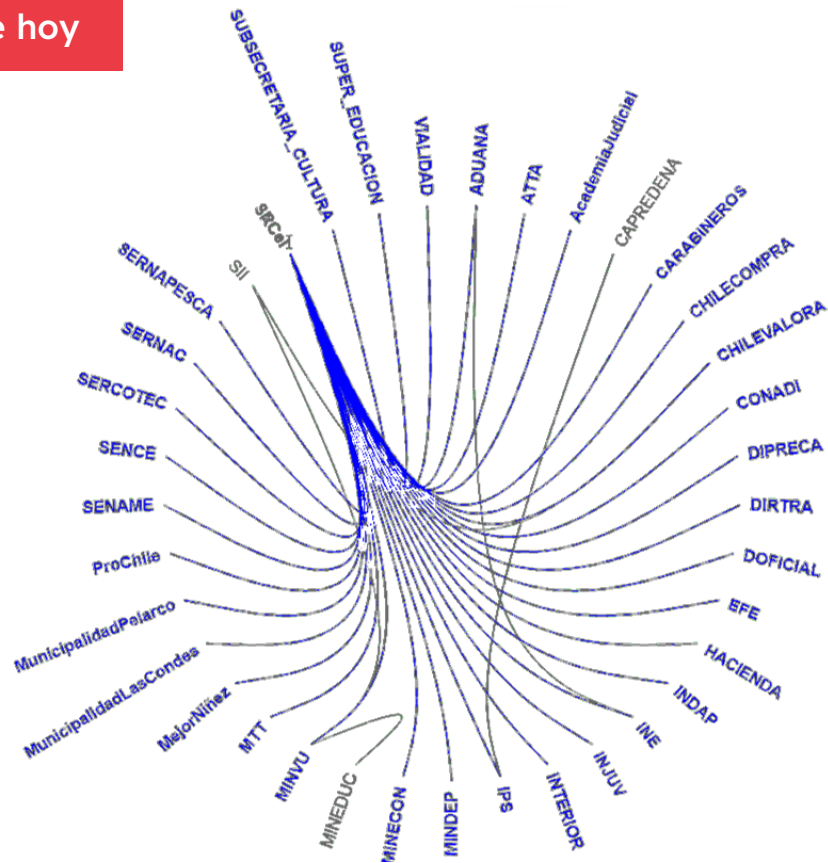 e hoy
SUBSECRETARIA_CULTURA
SUPER_EDUCACION
VIALIDAD
ADUANA
ATTA
AcademiaJudicial
CAPREDENA
CARABINEROS
CHILECOMPRA
CHILEVALORA
CONADI
DIPRECA
DIRTRA
DOFICIAL
EFE
HACIENDA
INDAP
INE
INJUV
INTERIOR
IPS
MINDEP
MINECON
MINEDUC
MINVU
MTT
MejorNiñez
MunicipalidadLasCondes
MunicipalidadPelarco
ProChile
SENAME
SENCE
SERCOTEC
SERNAC
SERNAPESCA
SII
SRCeI